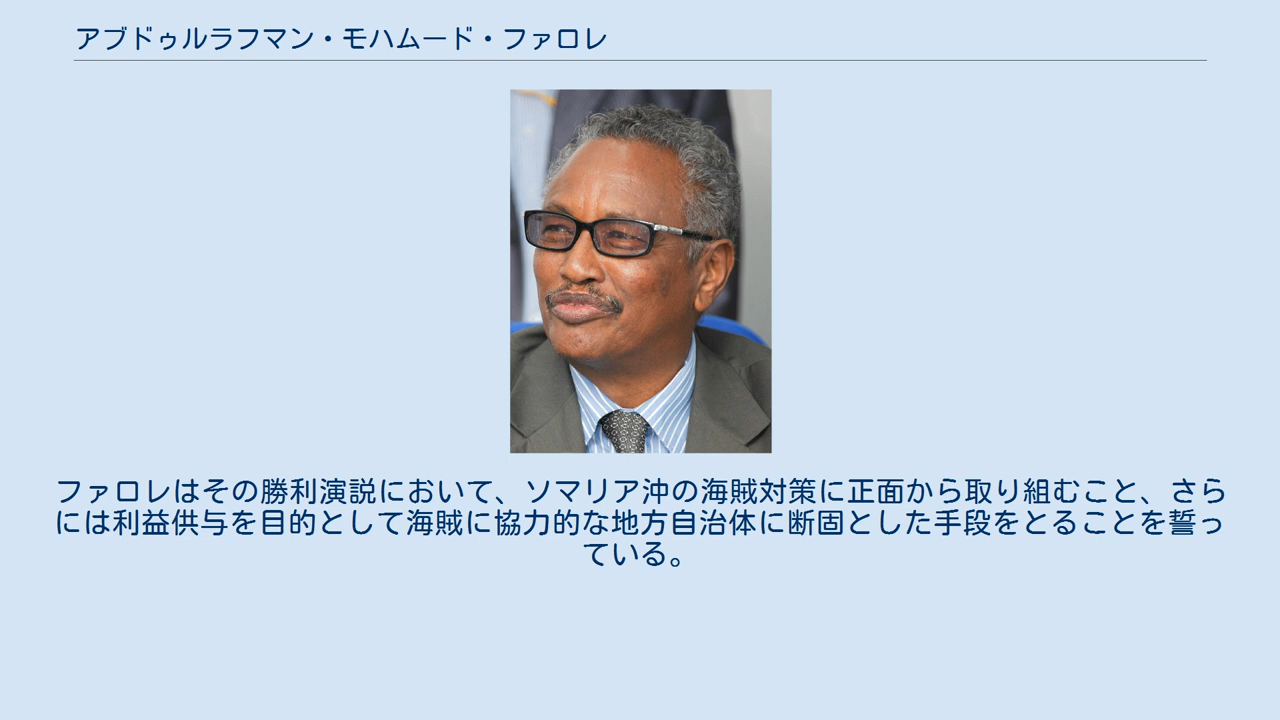 アブドゥルラフマン・モハムード・ファロレ
ファロレはその勝利演説において、ソマリア沖の海賊対策に正面から取り組むこと、さら
には利益供与を目的として海賊に協力的な地方自治体に断固とした手段をとることを誓っ
ている。